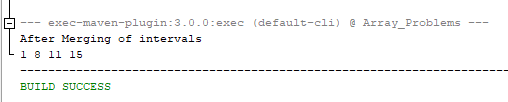 --- exec-maven-plugin:3.0.0:exec (default-cli) @ Array_Problems ---
After Merging of intervals
1 8 11 15
------------------------------------------------------------------------
BUILD SUCCESS